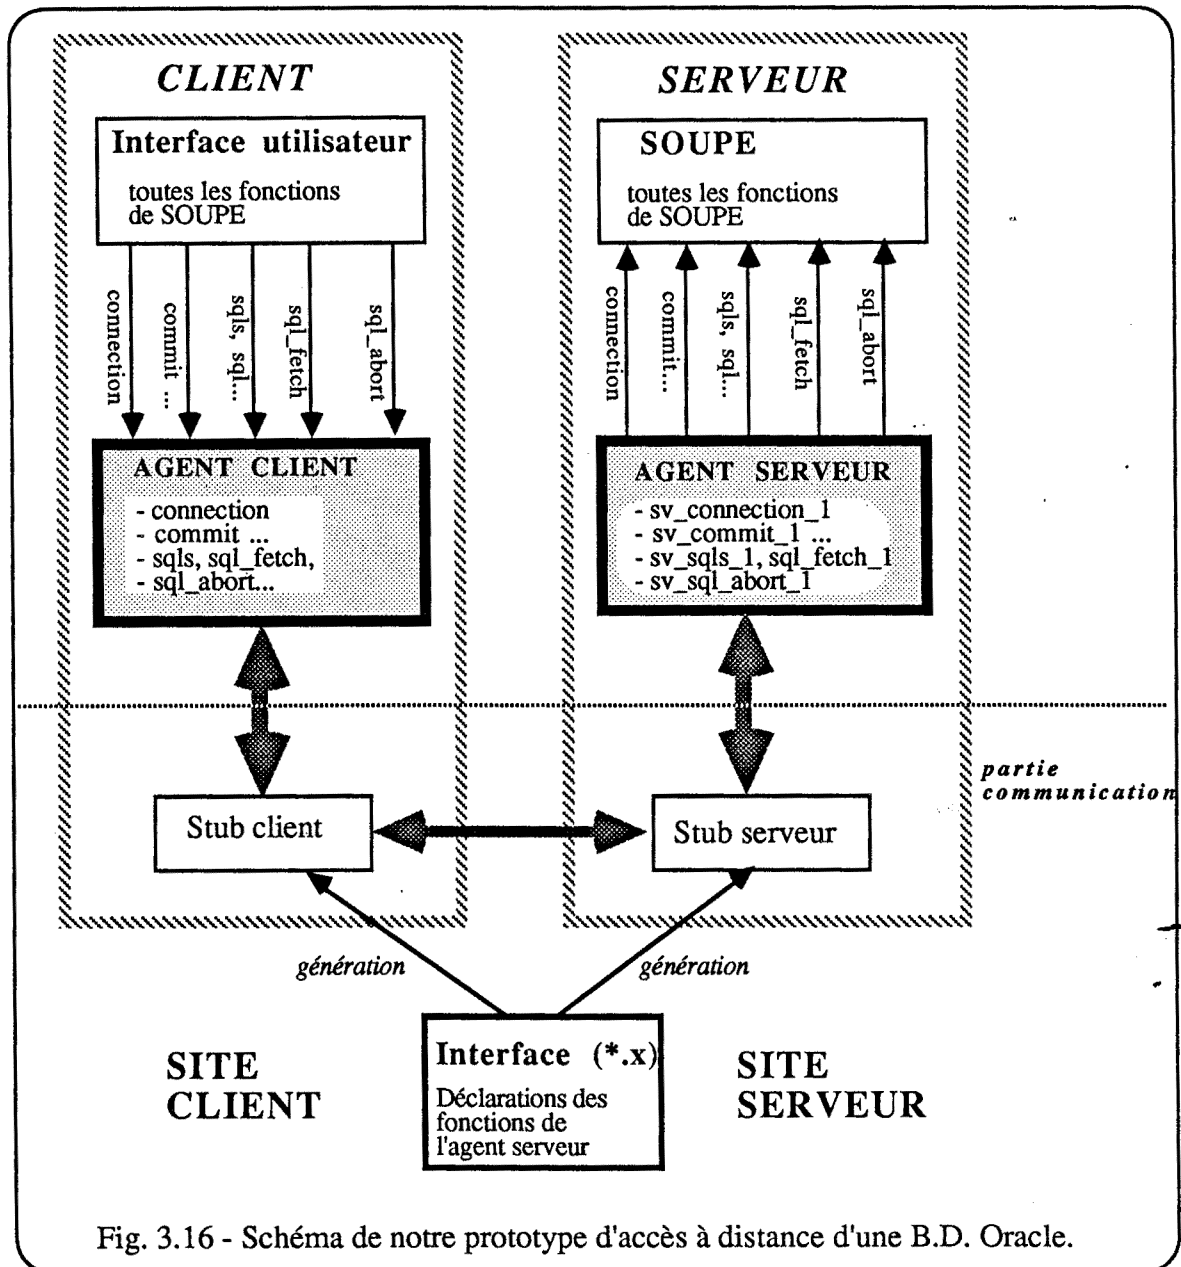 CLIENT
Interface utilisateur
toutes les fonctions
de SOUPE
connection
commit ...
sqls, sql...
sql_fetch
sql_abort
AGENT CLIENT
- connection
- commit ...
- sqls, sql_fetch,
- sql_abort...
SERVEUR
SOUPE
toutes les fonctions
de SOUPE
connection
commit...
sqls, sql...
sql_fetch
sql_abort
AGENT SERVEUR
- sv_connection_1
- sv_commit_1 ...
- sv_sqls_1, sql_fetch_1
- sv_sql_abort_1
partie
communication
Stub client
Stub serveur
génération
génération
Interface (*.x)
Déclarations des
fonctions de
l'agent serveur
SITE
CLIENT
SITE
SERVEUR
Fig. 3.16 - Schéma de notre prototype d'accès à distance d'une B.D. Oracle.